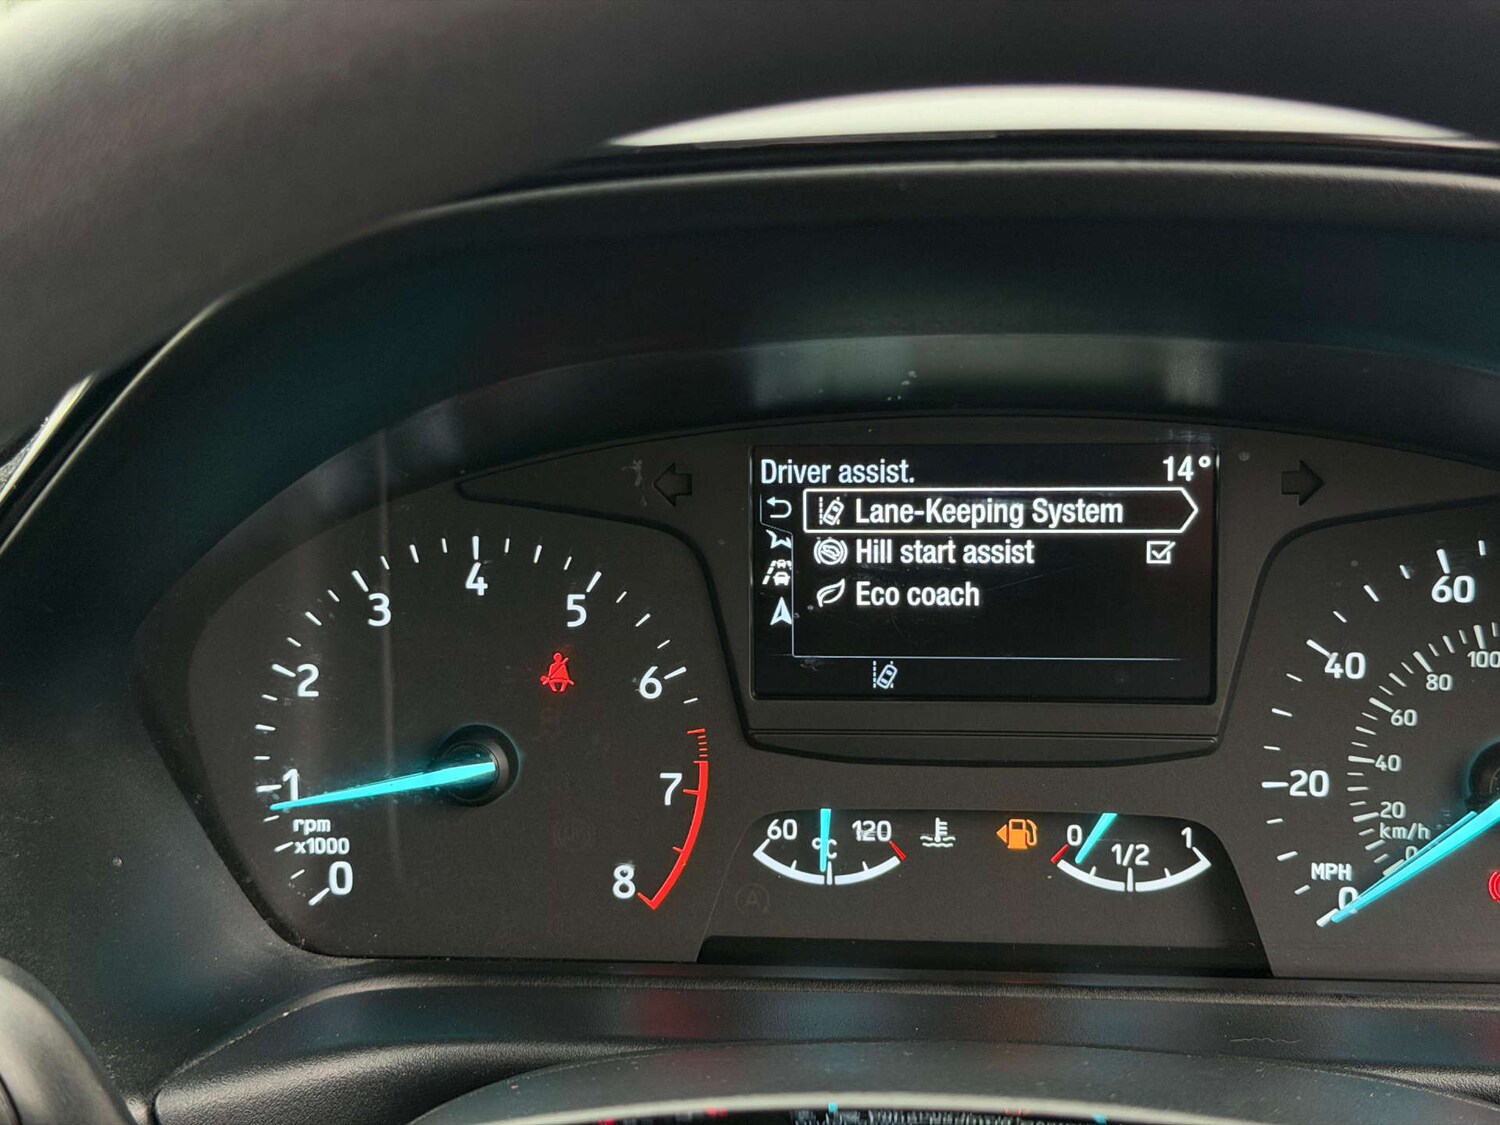 Driver assist. 14°
Lane-Keeping System
Hill start assist
Eco coach
0
1
2
3
4
5
6
7
8
rpm
x1000
60 °C 120
0 1/2 1
MPH
0
20
40
60
km/h
0
20
40
60
80
100